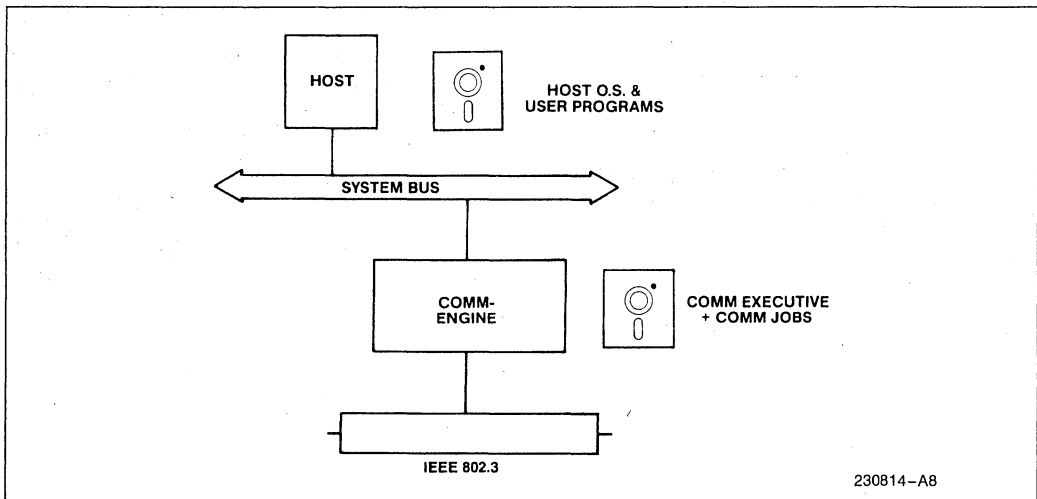 HOST
HOST O.S. &
USER PROGRAMS
SYSTEM BUS
COMM-
ENGINE
COMM EXECUTIVE
+ COMM JOBS
IEEE 802.3
230814-A8